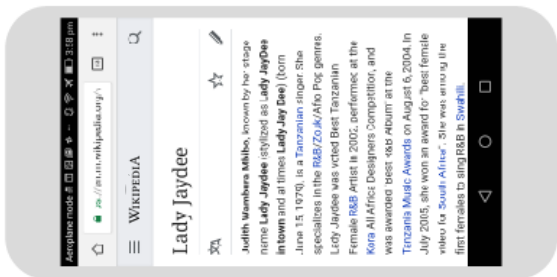 Aeroplane mode 3:18 pm
WIKIPEDIA
Lady Jaydee
Judith Wambura Mbibo, known by her stage
name Lady Jaydee (stylized as Lady JayDee
in town and at times Lady Jay Dee) (born
June 15 1979), is a Tanzanian singer. She
specializes in the R&B/Zouk/Afro Pop genres.
Lady Jaydee was voted Best Tanzanian
Female R&B Artist in 2002, performed at the
Kora All Africa Designers Competition, and
was awarded 'Best R&B Album' at the
Tanzania Music Awards on August 6, 2004. In
July 2005, she won an award for "best female
video for South Africa". She was among the
first females to sing R&B in Swahili.